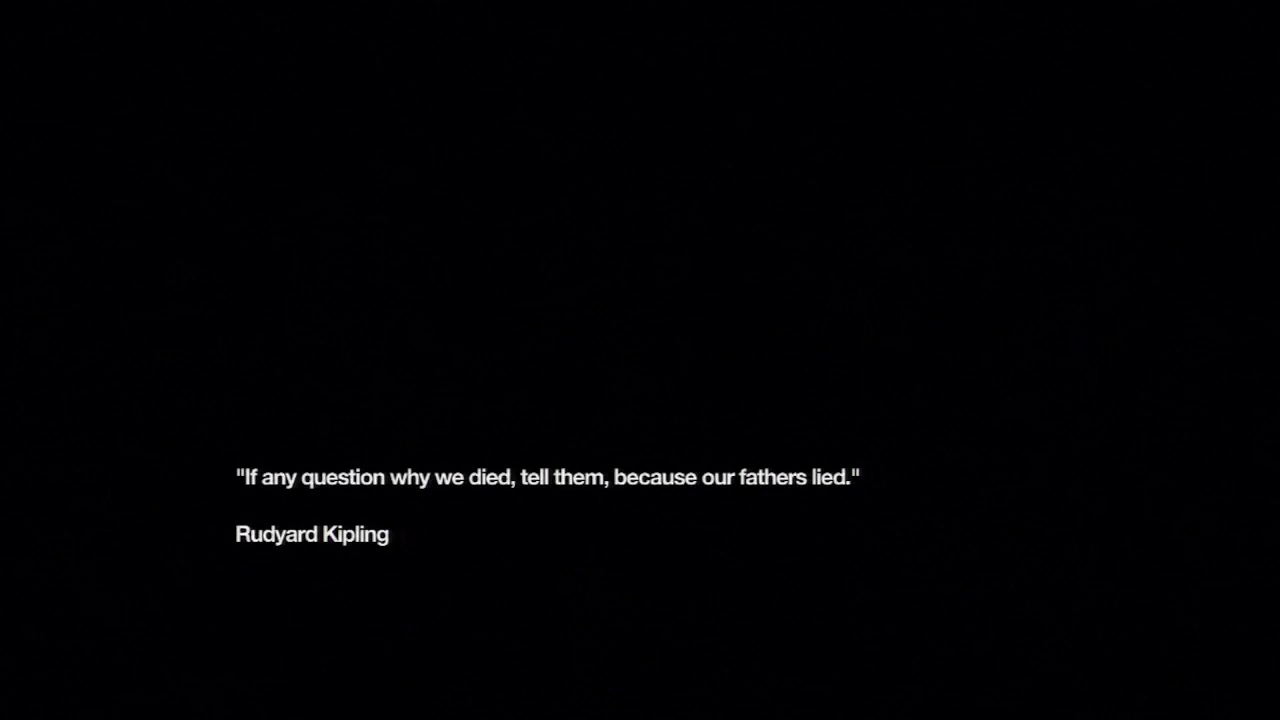 "If any question why we died, tell them, because our fathers lied."
Rudyard Kipling